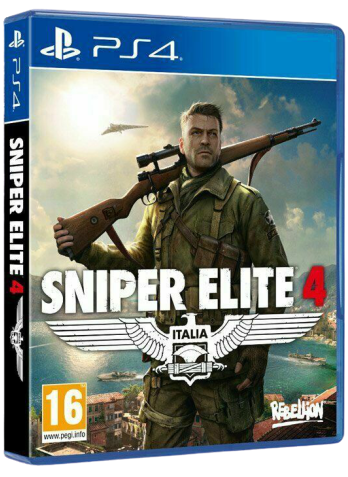 PS4
PS4
SNIPER ELITE 4
SNIPER ELITE 4
ITALIA
16
www.pegi.info
REBELLION